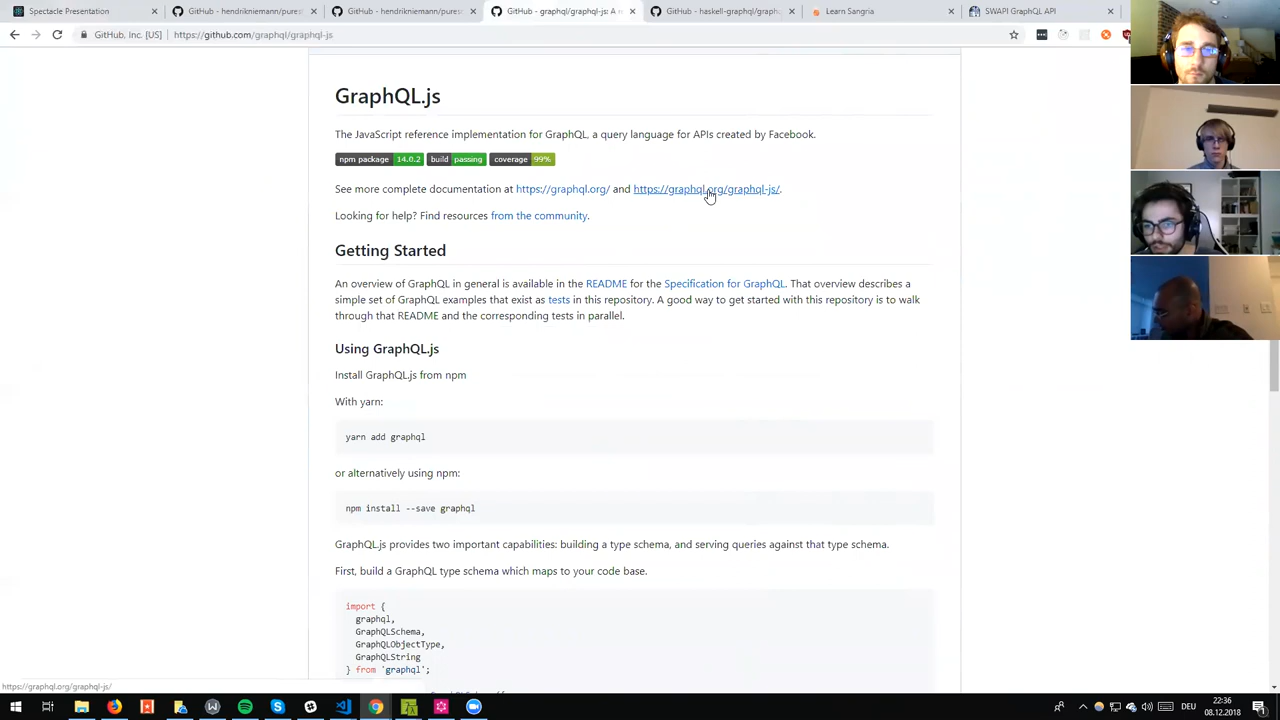 Spectacle Presentation
GitHub - hendrikniemann/pures
GitHub - hendrikniemann/pures
GitHub - graphql/graphql-js: A r
GitHub - haskell-graphql/graph
Learn Sangria
SWAPI GraphQL API
GitHub, Inc. [US] https://github.com/graphql/graphql-js
GraphQL.js
The JavaScript reference implementation for GraphQL, a query language for APIs created by Facebook.
npm package 14.0.2 build passing coverage 99%
See more complete documentation at https://graphql.org/ and https://graphql.org/graphql-js/.
Looking for help? Find resources from the community.
Getting Started
An overview of GraphQL in general is available in the README for the Specification for GraphQL. That overview describes a
simple set of GraphQL examples that exist as tests in this repository. A good way to get started with this repository is to walk
through that README and the corresponding tests in parallel.
Using GraphQL.js
Install GraphQL.js from npm
With yarn:
yarn add graphql
or alternatively using npm:
npm install --save graphql
GraphQL.js provides two important capabilities: building a type schema, and serving queries against that type schema.
First, build a GraphQL type schema which maps to your code base.
import {
graphql,
GraphQLSchema,
GraphQLObjectType,
GraphQLString
} from 'graphql';
https://graphql.org/graphql-js/
DEU
22:36
08.12.2018